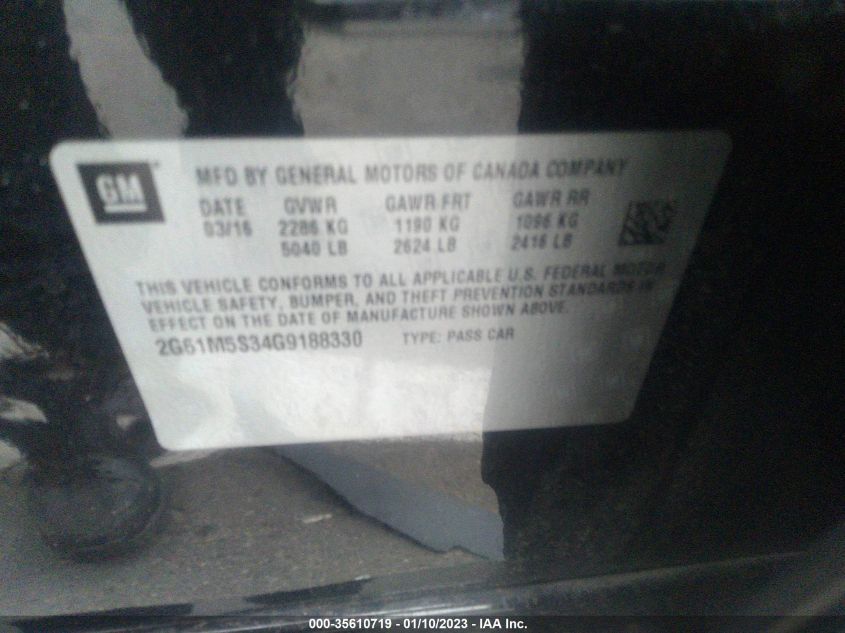 GM
MFD BY GENERAL MOTORS OF CANADA COMPANY
DATE GVWR GAWR FRT GAWR RR
03/16 2286 KG 1190 KG 1096 KG
5040 LB 2624 LB 2416 LB
THIS VEHICLE CONFORMS TO ALL APPLICABLE U.S. FEDERAL MOTOR
VEHICLE SAFETY, BUMPER, AND THEFT PREVENTION STANDARDS IN
EFFECT ON THE DATE OF MANUFACTURE SHOWN ABOVE.
2G61M5S34G9188330 TYPE: PASS CAR
000-35610719 - 01/10/2023 - IAA Inc.